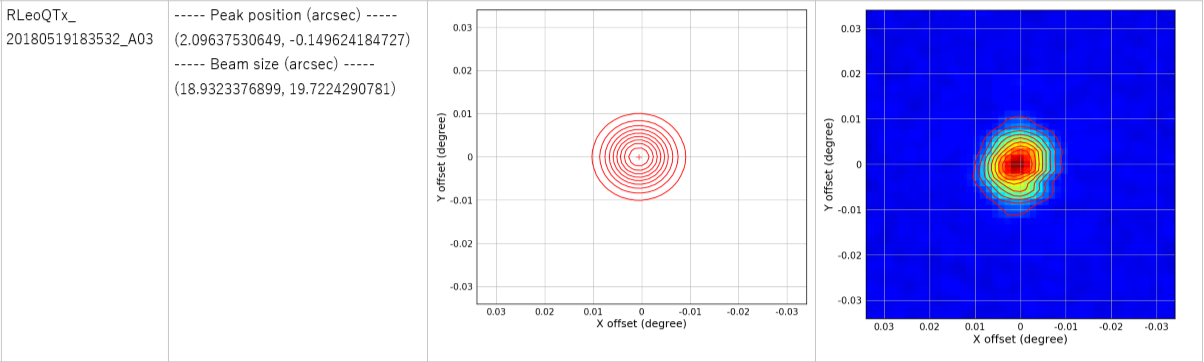 RLeoQTx_
20180519183532_A03
----- Peak position (arcsec) -----
(2.09637530649, -0.149624184727)
----- Beam size (arcsec) -----
(18.9323376899, 19.7224290781)
Y offset (degree)
0.03
0.02
0.01
0
-0.01
-0.02
-0.03
0.03 0.02 0.01 0 -0.01 -0.02 -0.03
X offset (degree)
Y offset (degree)
0.03
0.02
0.01
0
-0.01
-0.02
-0.03
0.03 0.02 0.01 0 -0.01 -0.02 -0.03
X offset (degree)